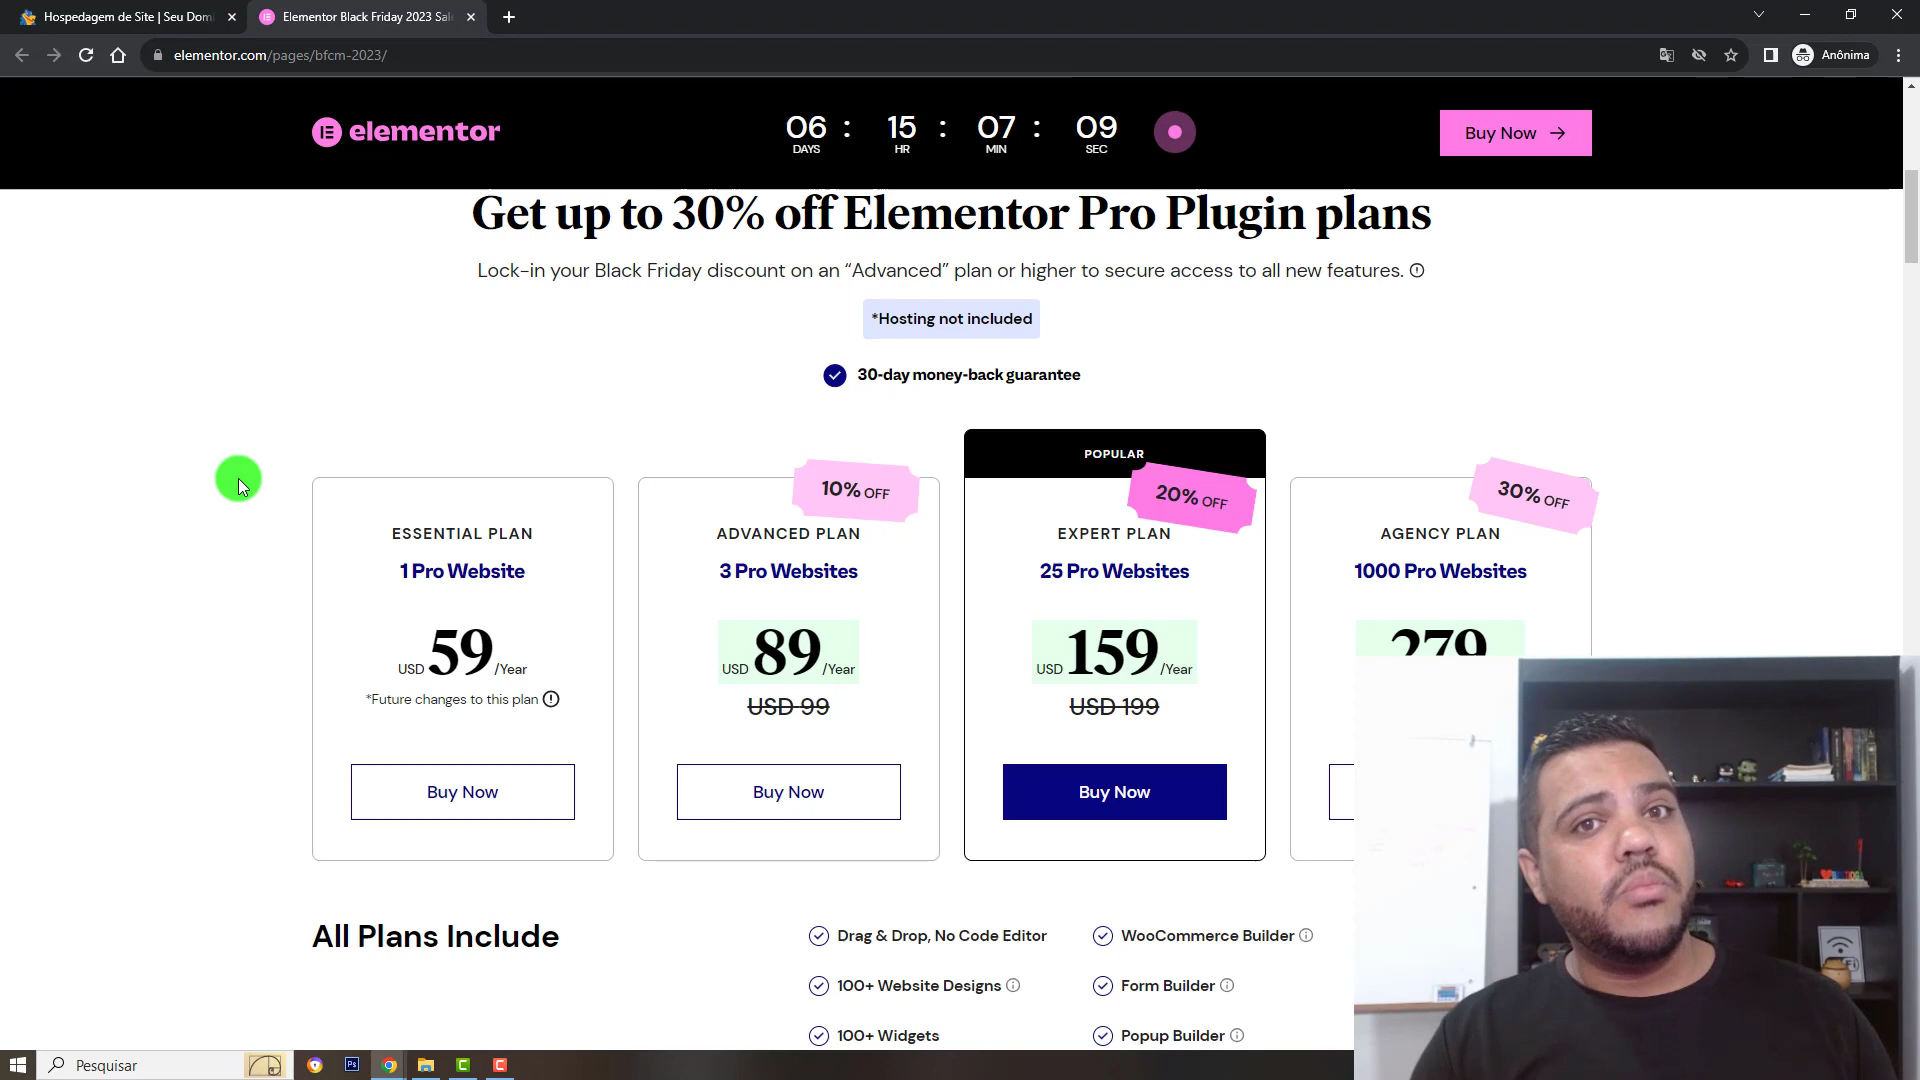 Hospedagem de Site | Seu Domí
Elementor Black Friday 2023 Sal
elementor.com/pages/bfcm-2023/
Anônima
elementor
06 : 15 : 07 : 09
DAYS HR MIN SEC
Buy Now →
Get up to 30% off Elementor Pro Plugin plans
Lock-in your Black Friday discount on an “Advanced” plan or higher to secure access to all new features.
*Hosting not included
30-day money-back guarantee
ESSENTIAL PLAN
1 Pro Website
USD 59 /Year
*Future changes to this plan
Buy Now
10% OFF
ADVANCED PLAN
3 Pro Websites
USD 89 /Year
USD 99
Buy Now
POPULAR
20% OFF
EXPERT PLAN
25 Pro Websites
USD 159 /Year
USD 199
Buy Now
30% OFF
AGENCY PLAN
1000 Pro Websites
279
All Plans Include
Drag & Drop, No Code Editor
WooCommerce Builder
100+ Website Designs
Form Builder
100+ Widgets
Popup Builder
Pesquisar
Ps